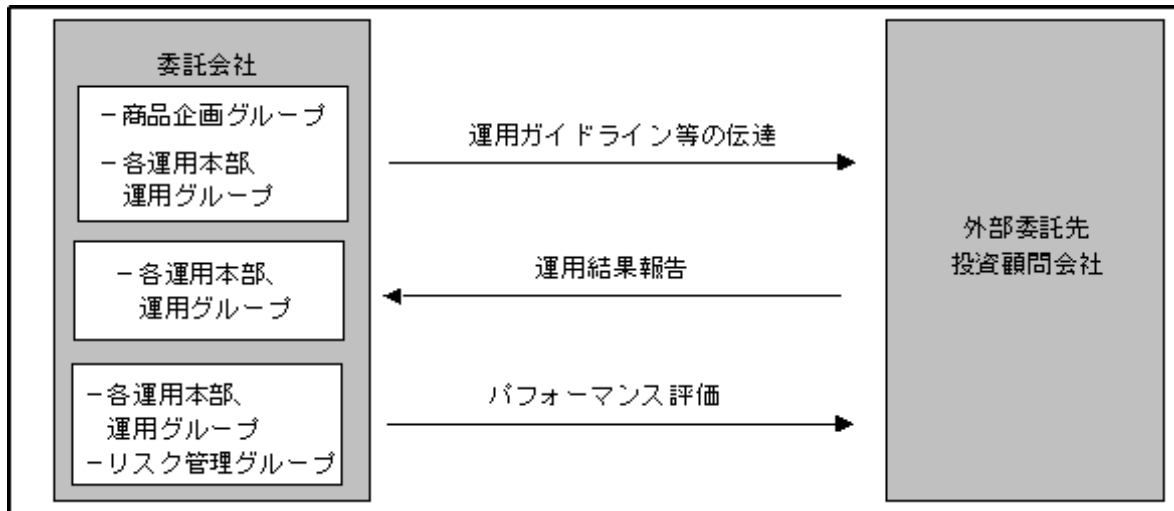 委託会社
－商品企画グループ
－各運用本部、
運用グループ
運用ガイドライン等の伝達
－各運用本部、
運用グループ
運用結果報告
－各運用本部、
運用グループ
－リスク管理グループ
パフォーマンス評価
外部委託先
投資顧問会社